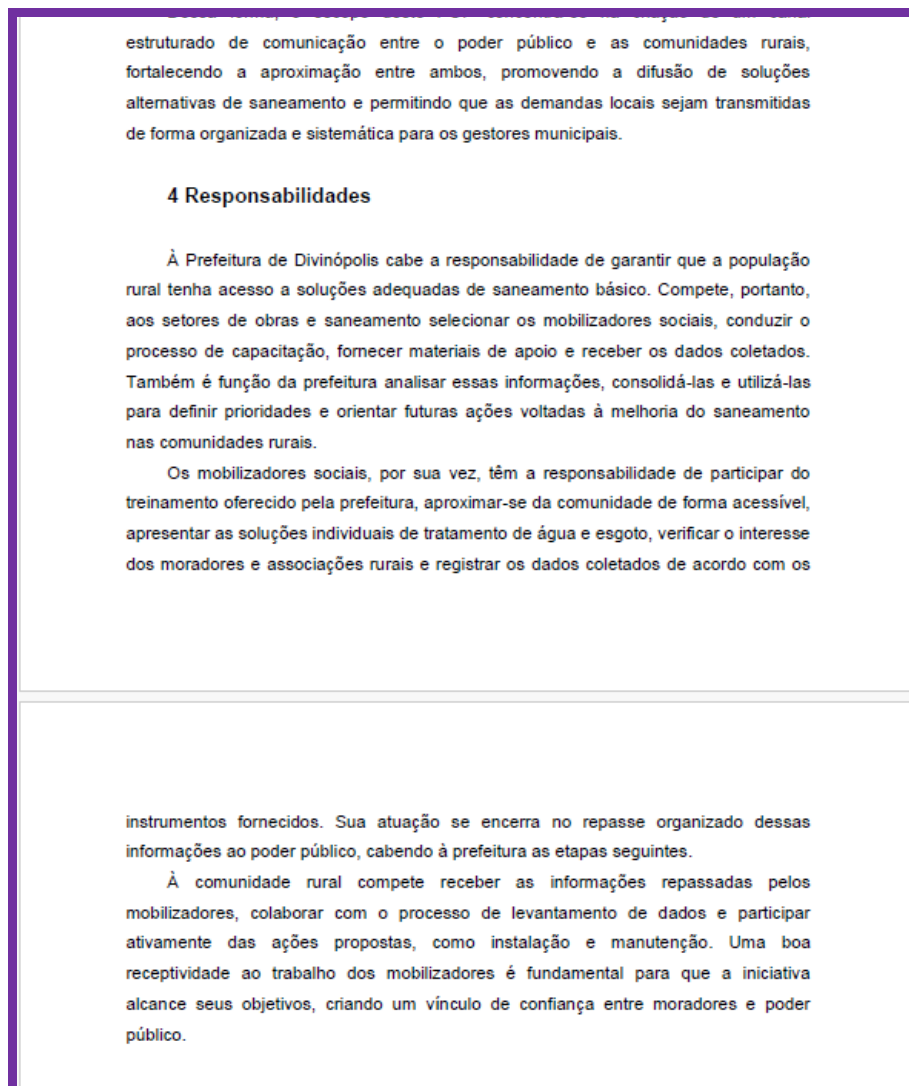 estruturado de comunicação entre o poder público e as comunidades rurais,
fortalecendo a aproximação entre ambos, promovendo a difusão de soluções
alternativas de saneamento e permitindo que as demandas locais sejam transmitidas
de forma organizada e sistemática para os gestores municipais.
4 Responsabilidades
À Prefeitura de Divinópolis cabe a responsabilidade de garantir que a população
rural tenha acesso a soluções adequadas de saneamento básico. Compete, portanto,
aos setores de obras e saneamento selecionar os mobilizadores sociais, conduzir o
processo de capacitação, fornecer materiais de apoio e receber os dados coletados.
Também é função da prefeitura analisar essas informações, consolidá-las e utilizá-las
para definir prioridades e orientar futuras ações voltadas à melhoria do saneamento
nas comunidades rurais.
Os mobilizadores sociais, por sua vez, têm a responsabilidade de participar do
treinamento oferecido pela prefeitura, aproximar-se da comunidade de forma acessível,
apresentar as soluções individuais de tratamento de água e esgoto, verificar o interesse
dos moradores e associações rurais e registrar os dados coletados de acordo com os
instrumentos fornecidos. Sua atuação se encerra no repasse organizado dessas
informações ao poder público, cabendo à prefeitura as etapas seguintes.
À comunidade rural compete receber as informações repassadas pelos
mobilizadores, colaborar com o processo de levantamento de dados e participar
ativamente das ações propostas, como instalação e manutenção. Uma boa
receptividade ao trabalho dos mobilizadores é fundamental para que a iniciativa
alcance seus objetivos, criando um vínculo de confiança entre moradores e poder
público.